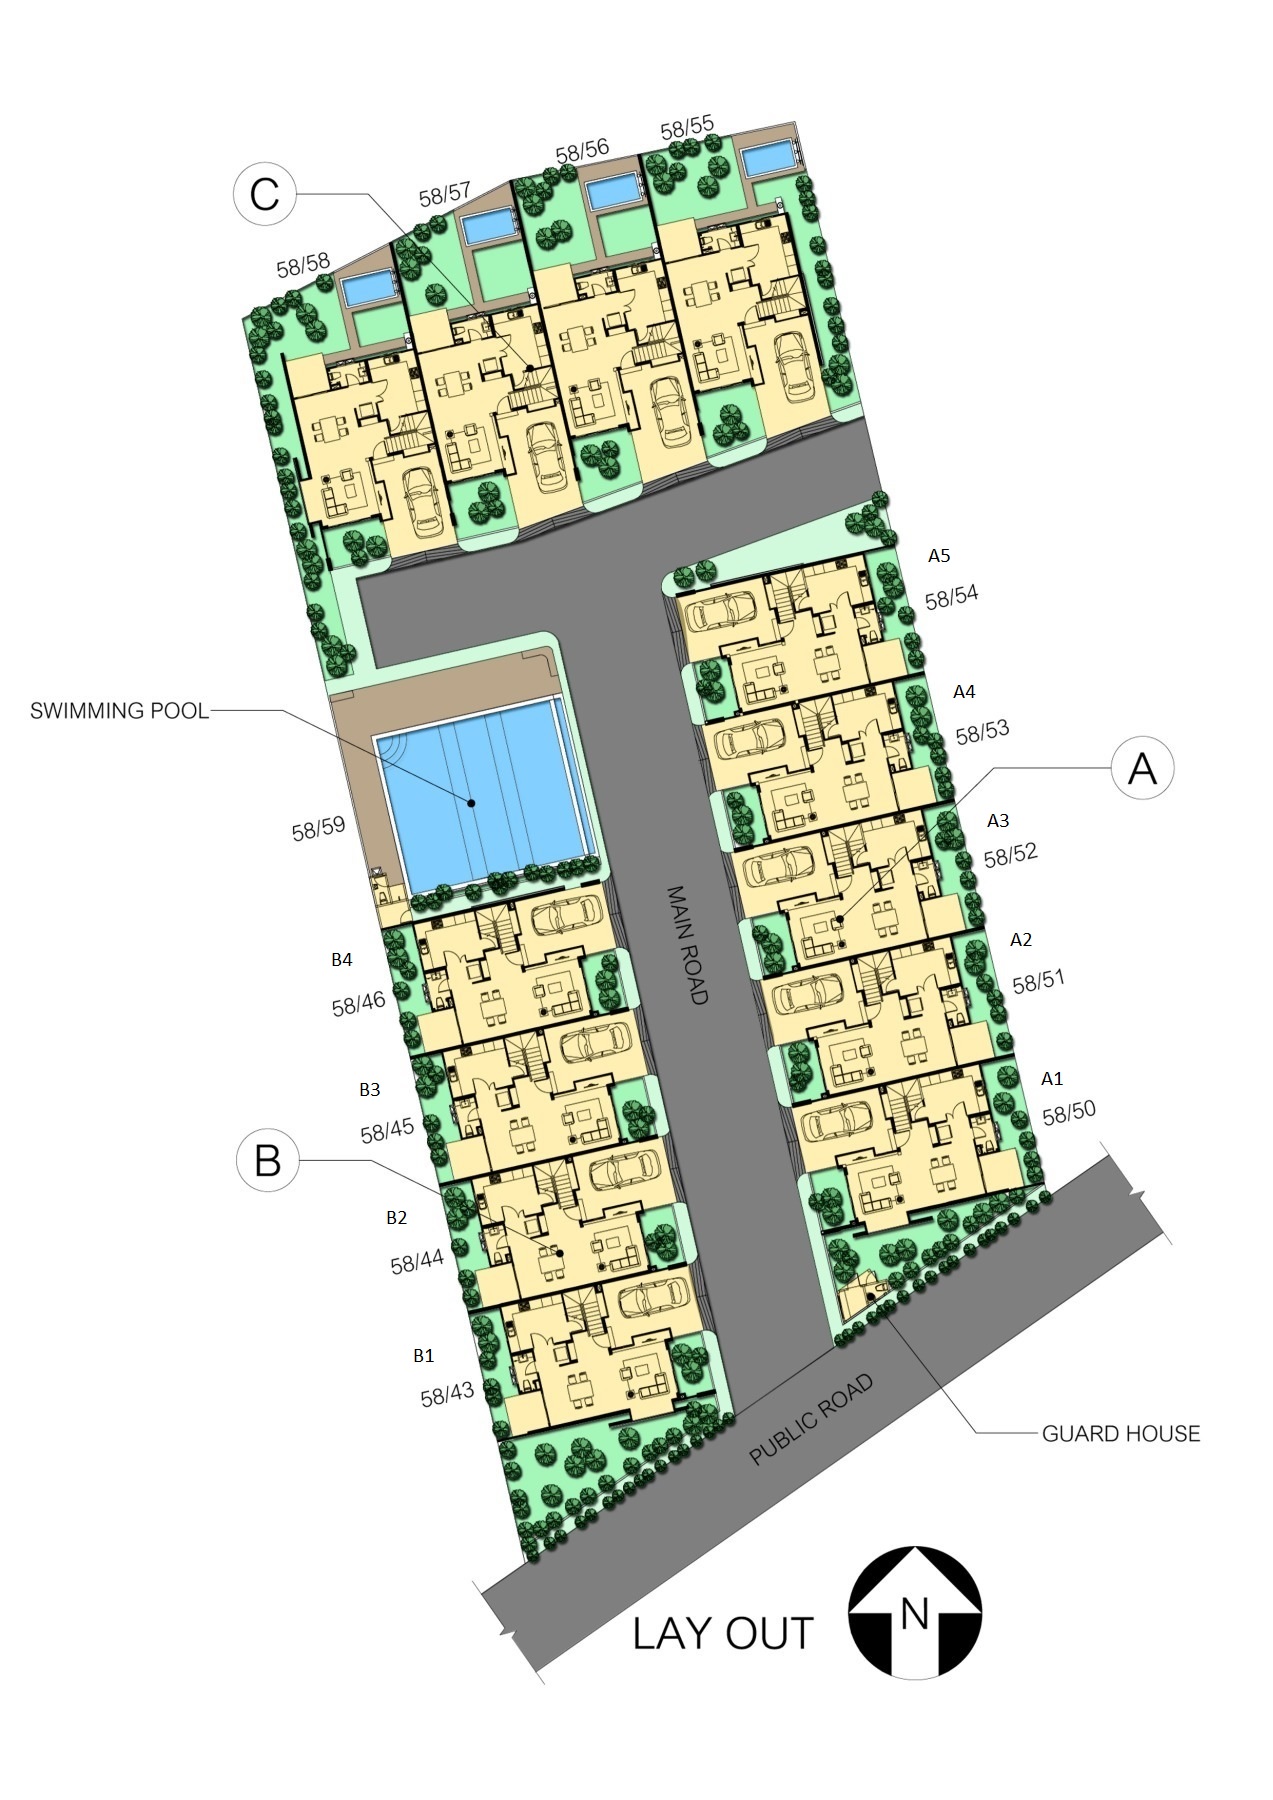 58/55
58/56
58/57
C
58/58
A5
58/54
A4
SWIMMING POOL
58/53
A
58/59
A3
58/52
MAIN ROAD
A2
B4
58/51
58/46
A1
B3
58/50
58/45
B
B2
58/44
B1
58/43
PUBLIC ROAD
GUARD HOUSE
LAY OUT
N